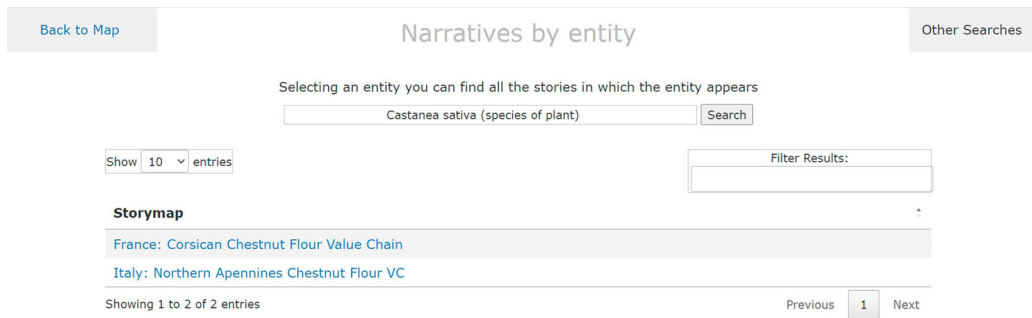 Back to Map Narratives by entity Other Searches
Selecting an entity you can find all the stories in which the entity appears
Castanea sativa (species of plant) Search
Show 10 entries Filter Results:
Storymap
France: Corsican Chestnut Flour Value Chain
Italy: Northern Apennines Chestnut Flour VC
Showing 1 to 2 of 2 entries Previous 1 Next